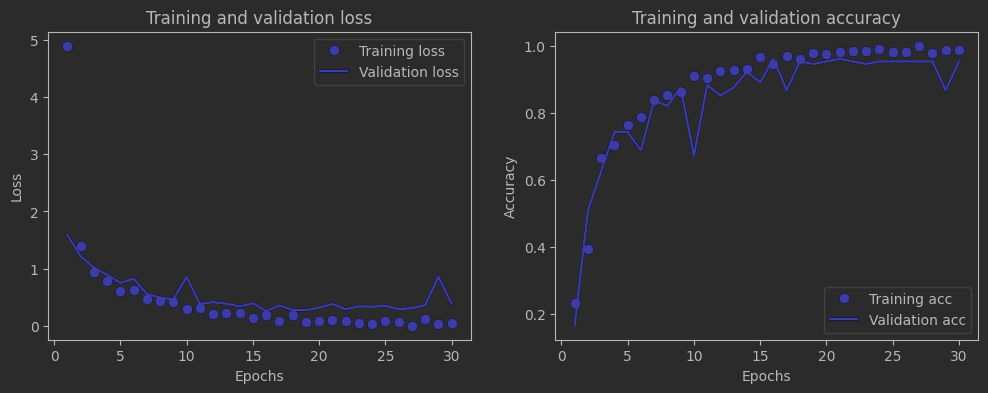 Training and validation loss
5
4
3
2
1
0
Loss
0
5
10
15
20
25
30
Epochs
Training loss
Validation loss
Training and validation accuracy
1.0
0.8
0.6
0.4
0.2
Accuracy
0
5
10
15
20
25
30
Epochs
Training acc
Validation acc